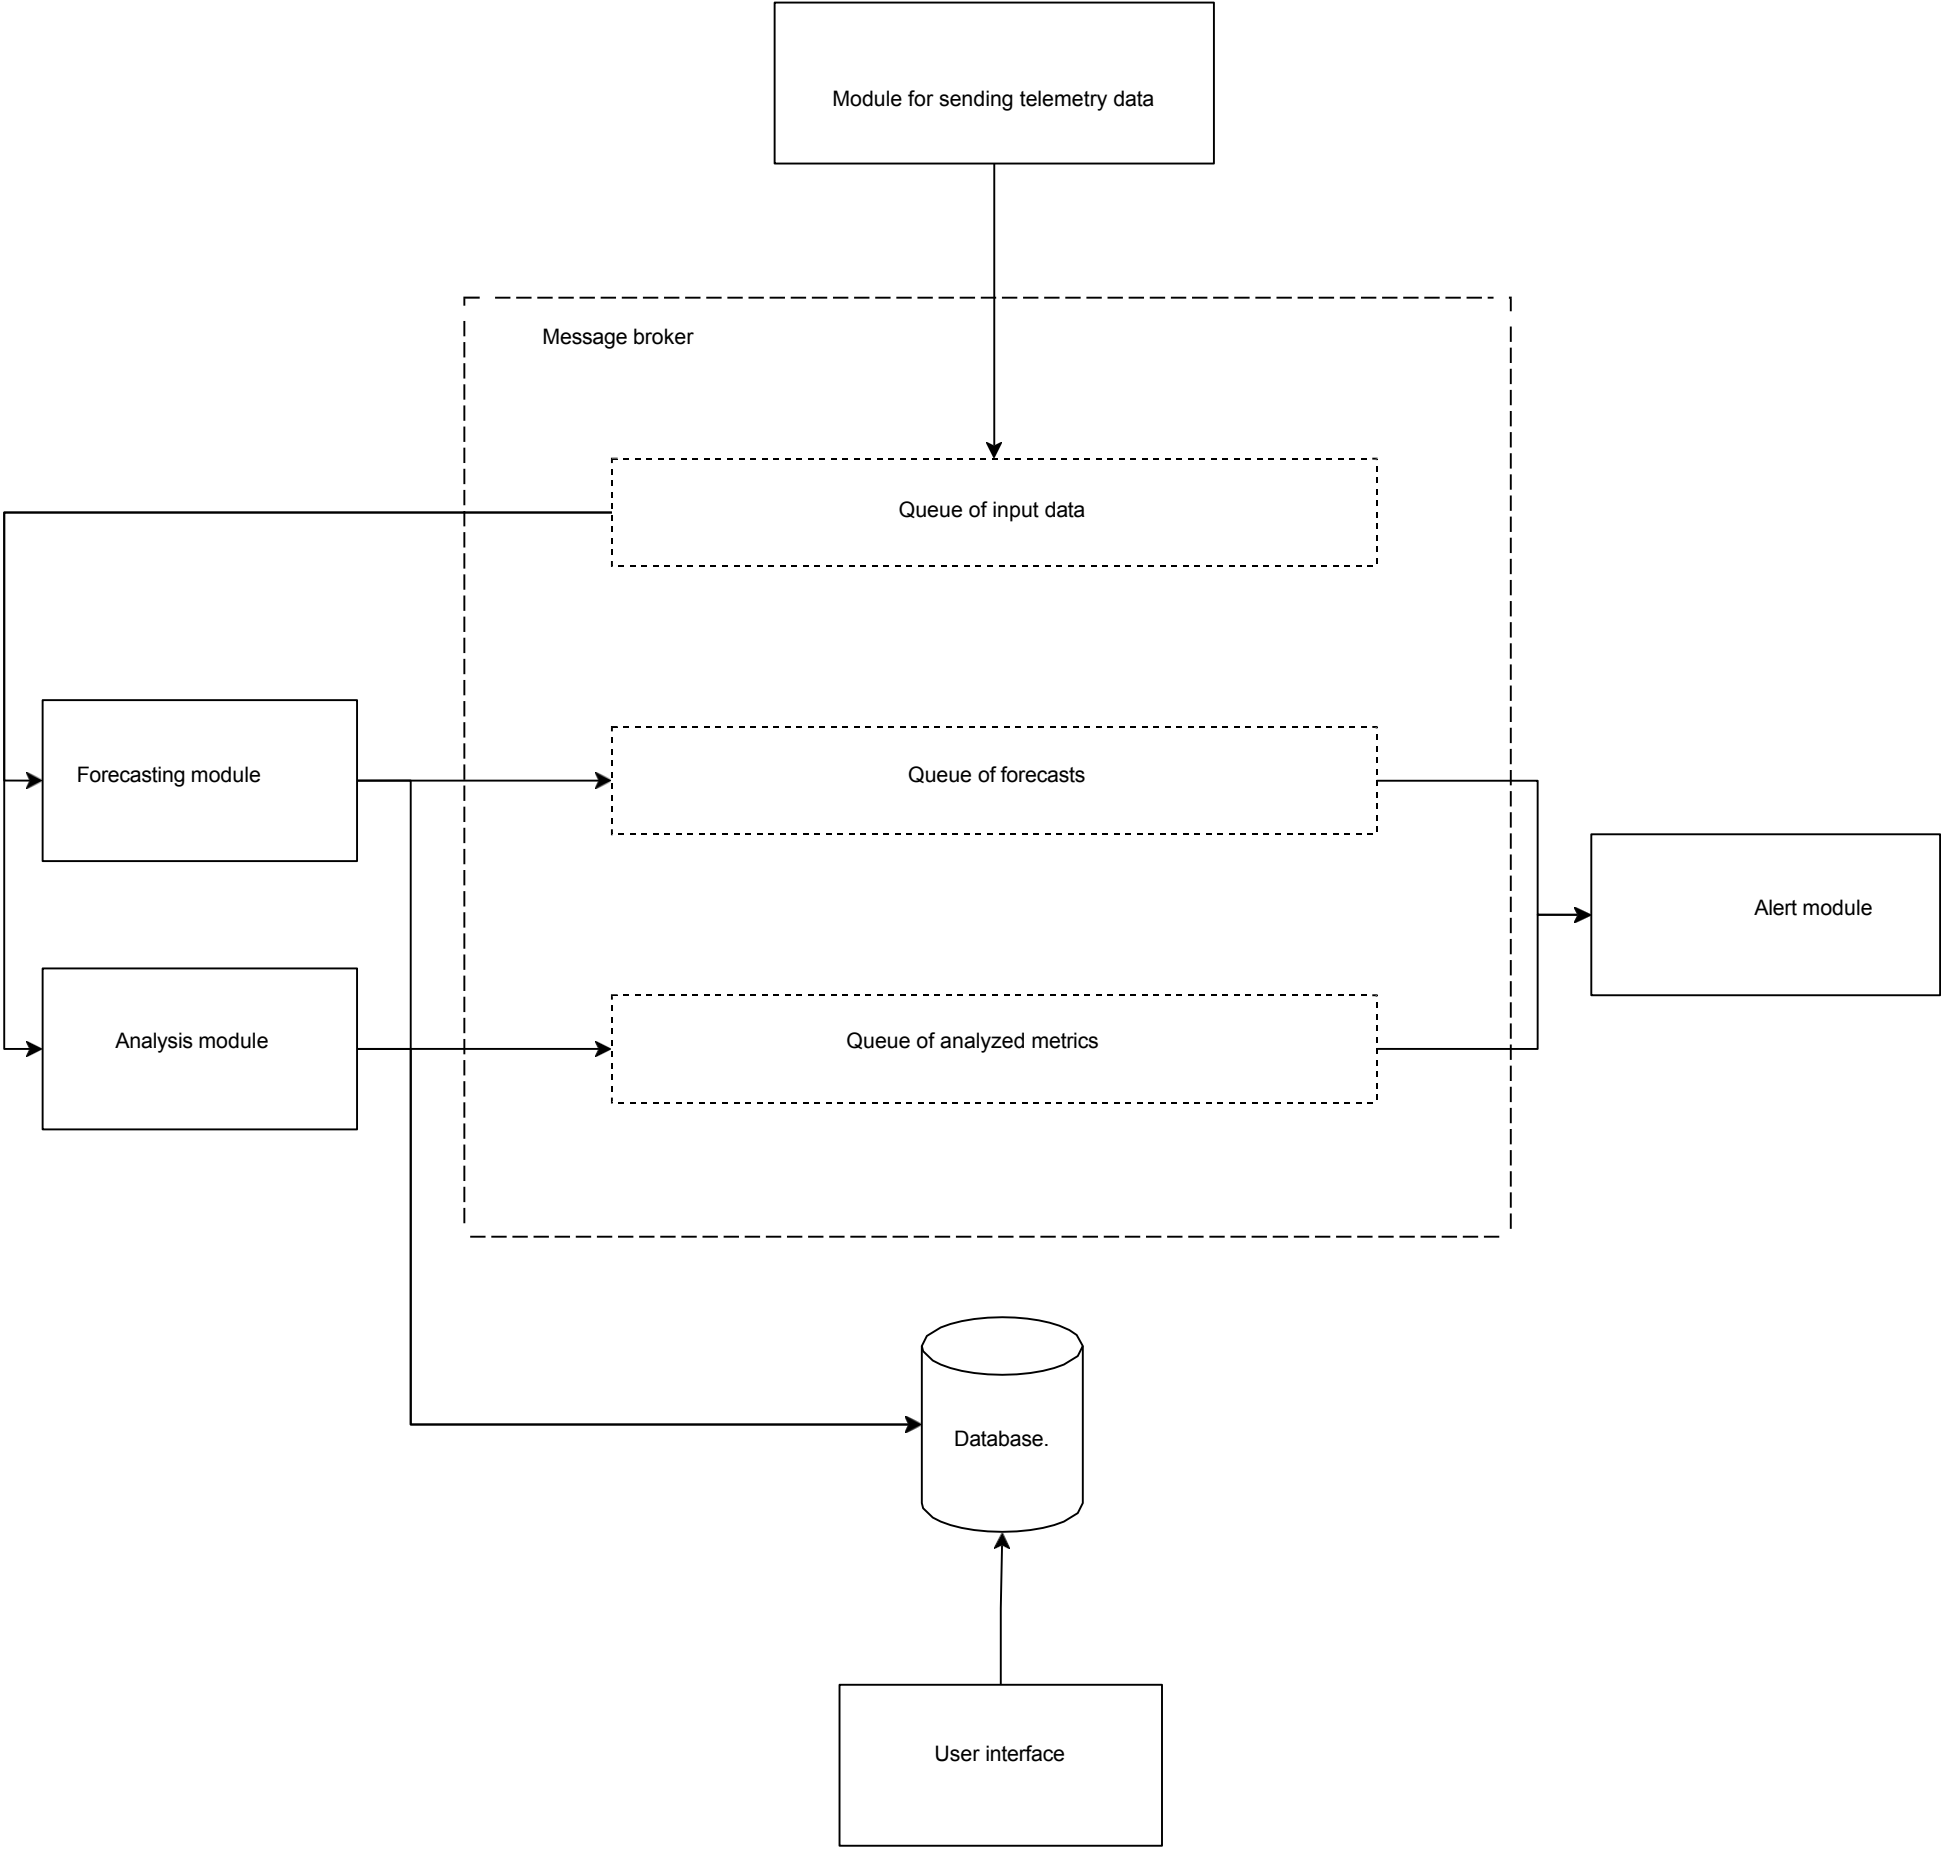 Module for sending telemetry data
Message broker
Queue of input data
Forecasting module
Queue of forecasts
Alert module
Analysis module
Queue of analyzed metrics
Database.
User interface